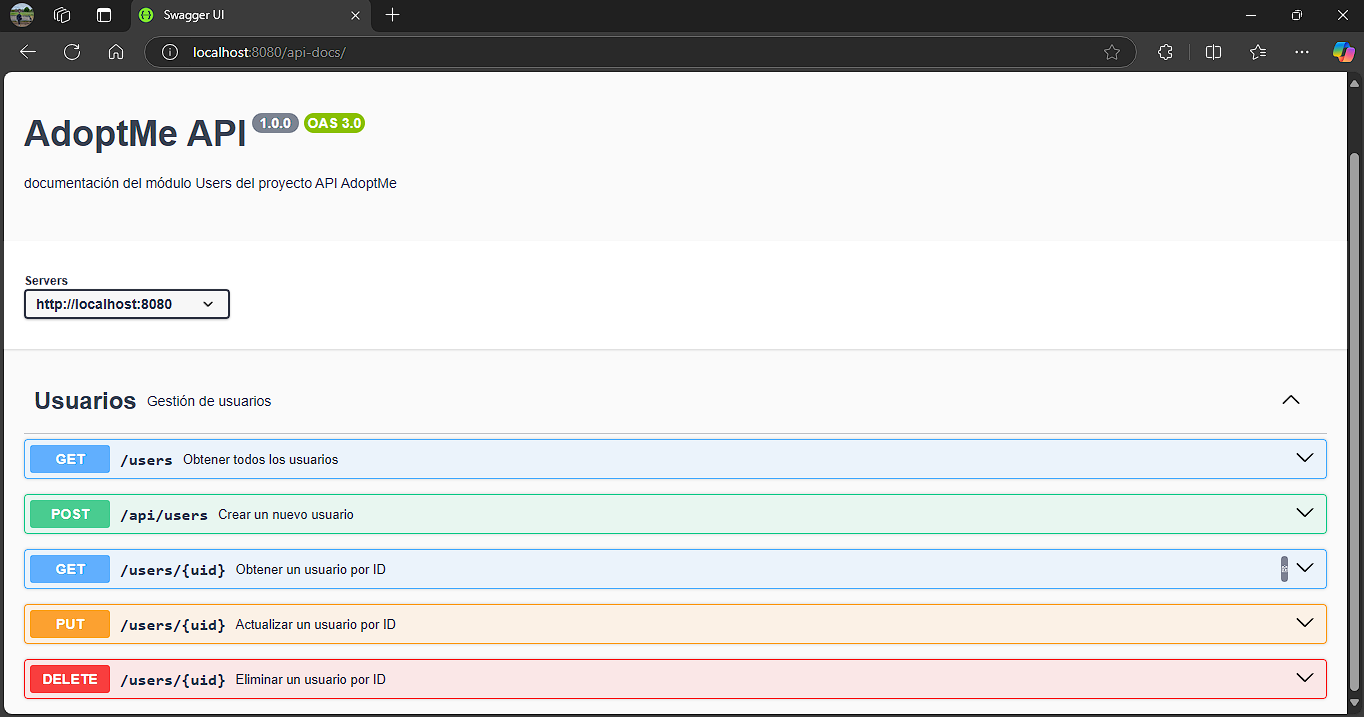 Swagger UI
localhost:8080/api-docs/
AdoptMe API 1.0.0 OAS 3.0
documentación del módulo Users del proyecto API AdoptMe
Servers
http://localhost:8080
Usuarios Gestión de usuarios
GET /users Obtener todos los usuarios
POST /api/users Crear un nuevo usuario
GET /users/{uid} Obtener un usuario por ID
PUT /users/{uid} Actualizar un usuario por ID
DELETE /users/{uid} Eliminar un usuario por ID